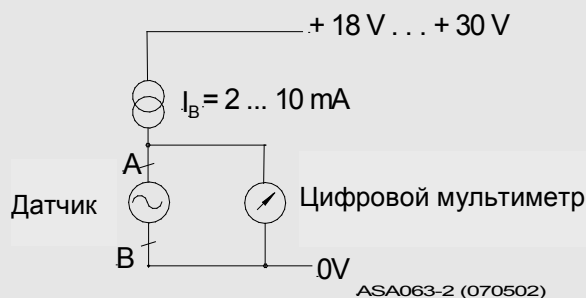 + 18 V . . . + 30 V
I_B = 2 ... 10 mA
A
Датчик
Цифровой мультиметр
B
0V
ASA063-2 (070502)